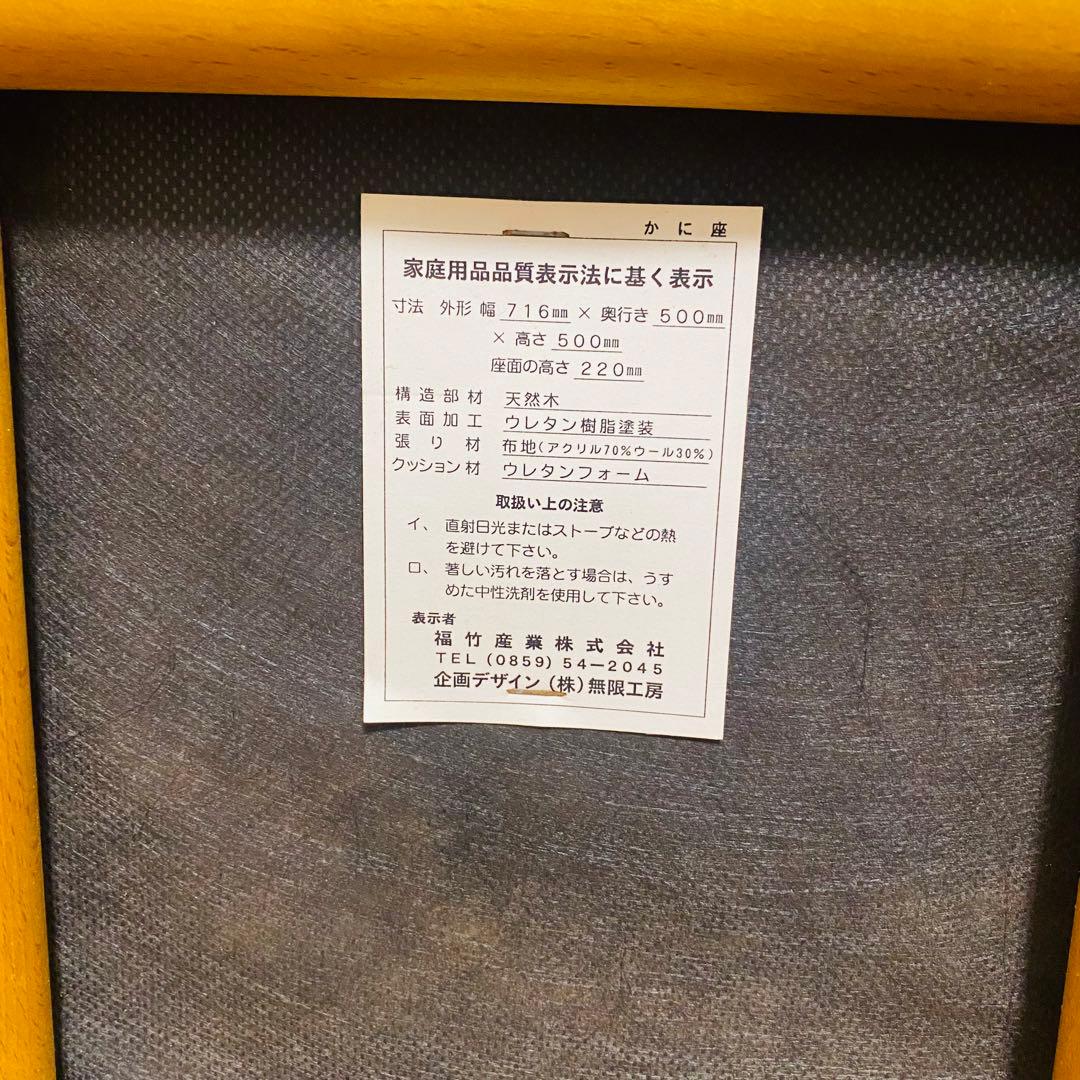 かに座
家庭用品品質表示法に基く表示
寸法 外形 幅 716㎜ × 奥行き 500㎜
× 高さ 500㎜
座面の高さ 220㎜
構造部材 天然木
表面加工 ウレタン樹脂塗装
張り材 布地(アクリル70%ウール30%)
クッション材 ウレタンフォーム
取扱い上の注意
イ、直射日光またはストーブなどの熱
を避けて下さい。
ロ、著しい汚れを落とす場合は、うす
めた中性洗剤を使用して下さい。
表示者
福竹産業株式会社
TEL(0859)54-2045
企画デザイン(株)無限工房